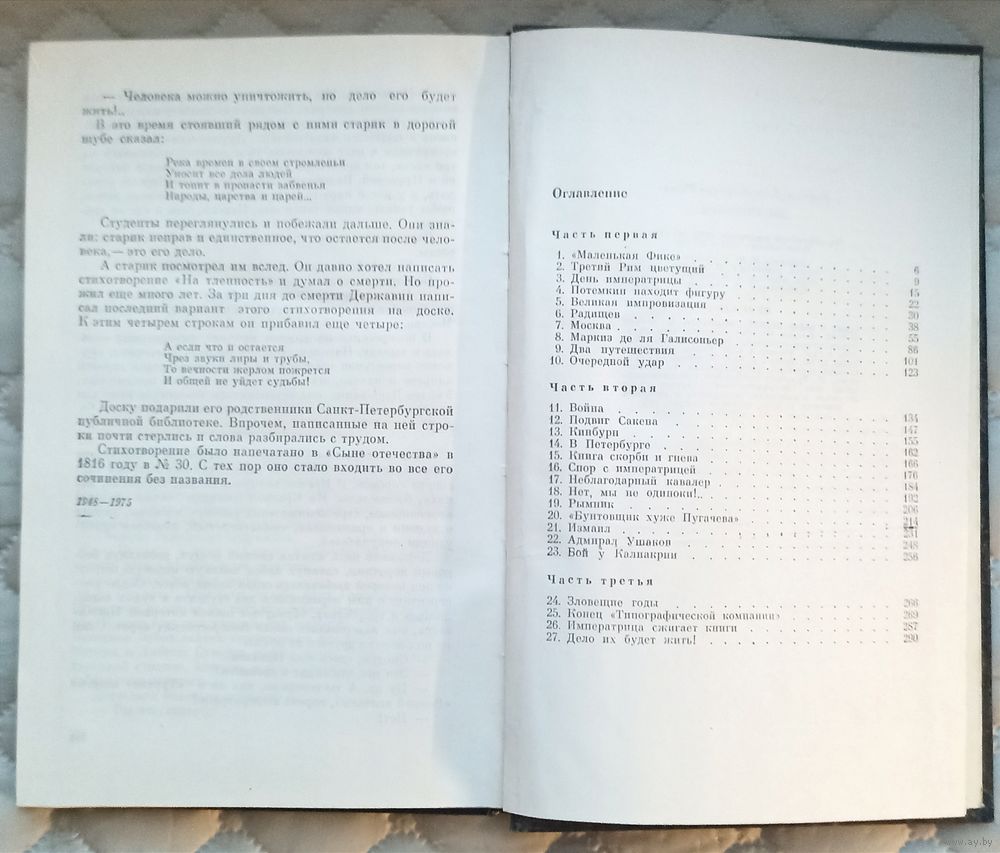 — Человека можно уничтожить, но дело его будет
жить!..
В это время стоявший рядом с ними старик в дорогой
шубе сказал:
Река времен в своем стремленьи
Уносит все дела людей
И топит в пропасти забвенья
Народы, царства и царей...
Студенты переглянулись и побежали дальше. Они зна-
ли: старик неправ и единственное, что остается после чело-
века,— это его дело.
А старик посмотрел им вслед. Он давно хотел написать
стихотворение «На тленность» и думал о смерти. Но про-
жил еще много лет. За три дня до смерти Державин напи-
сал последний вариант этого стихотворения на доске.
К этим четырем строкам он прибавил еще четыре:
А если что и остается
Чрез звуки лиры и трубы,
То вечности жерлом пожрется
И общей не уйдет судьбы!
Доску подарили его родственники Санкт-Петербургской
публичной библиотеке. Впрочем, написанные на ней стро-
ки почти стерлись и слова разбирались с трудом.
Стихотворение было напечатано в «Сыне отечества» в
1816 году в № 30. С тех пор оно стало входить во все его
сочинения без названия.
1948—1975
Оглавление
Часть первая
1. «Маленькая Фике» 6
2. Третий Рим цветущий 9
3. День императрицы 15
4. Потемкин находит фигуру 22
5. Великая импровизация 30
6. Радищев 38
7. Москва 55
8. Маркиз де ля Галисоньер 86
9. Два путешествия 101
10. Очередной удар 123
Часть вторая
11. Война 134
12. Подвиг Сакена 147
13. Кинбурн 155
14. В Петербурге 162
15. Книга скорби и гнева 166
16. Спор с императрицей 176
17. Неблагодарный кавалер 184
18. Нет, мы не одиноки!.. 192
19. Рымник 206
20. «Бунтовщик хуже Пугачева» 214
21. Измаил 231
22. Адмирал Ушаков 248
23. Бой у Калиакрии 256
Часть третья
24. Зловещие годы 266
25. Конец «Типографической компании» 269
26. Императрица сжигает книги 287
27. Дело их будет жить! 290
www.ay.by